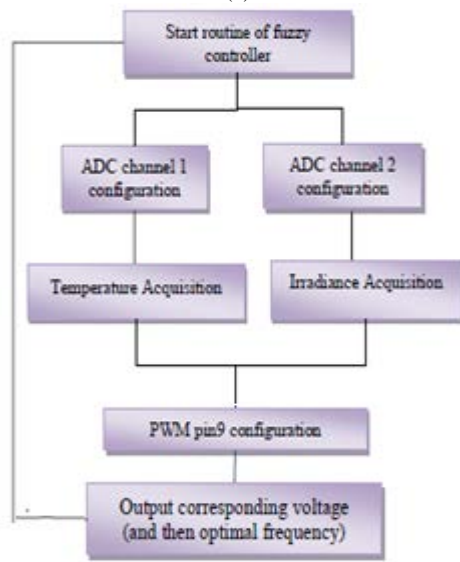 Start routine of fuzzy
controller
ADC channel 1
configuration
ADC channel 2
configuration
Temperature Acquisition
Irradiance Acquisition
PWM pin9 configuration
Output corresponding voltage
(and then optimal frequency)